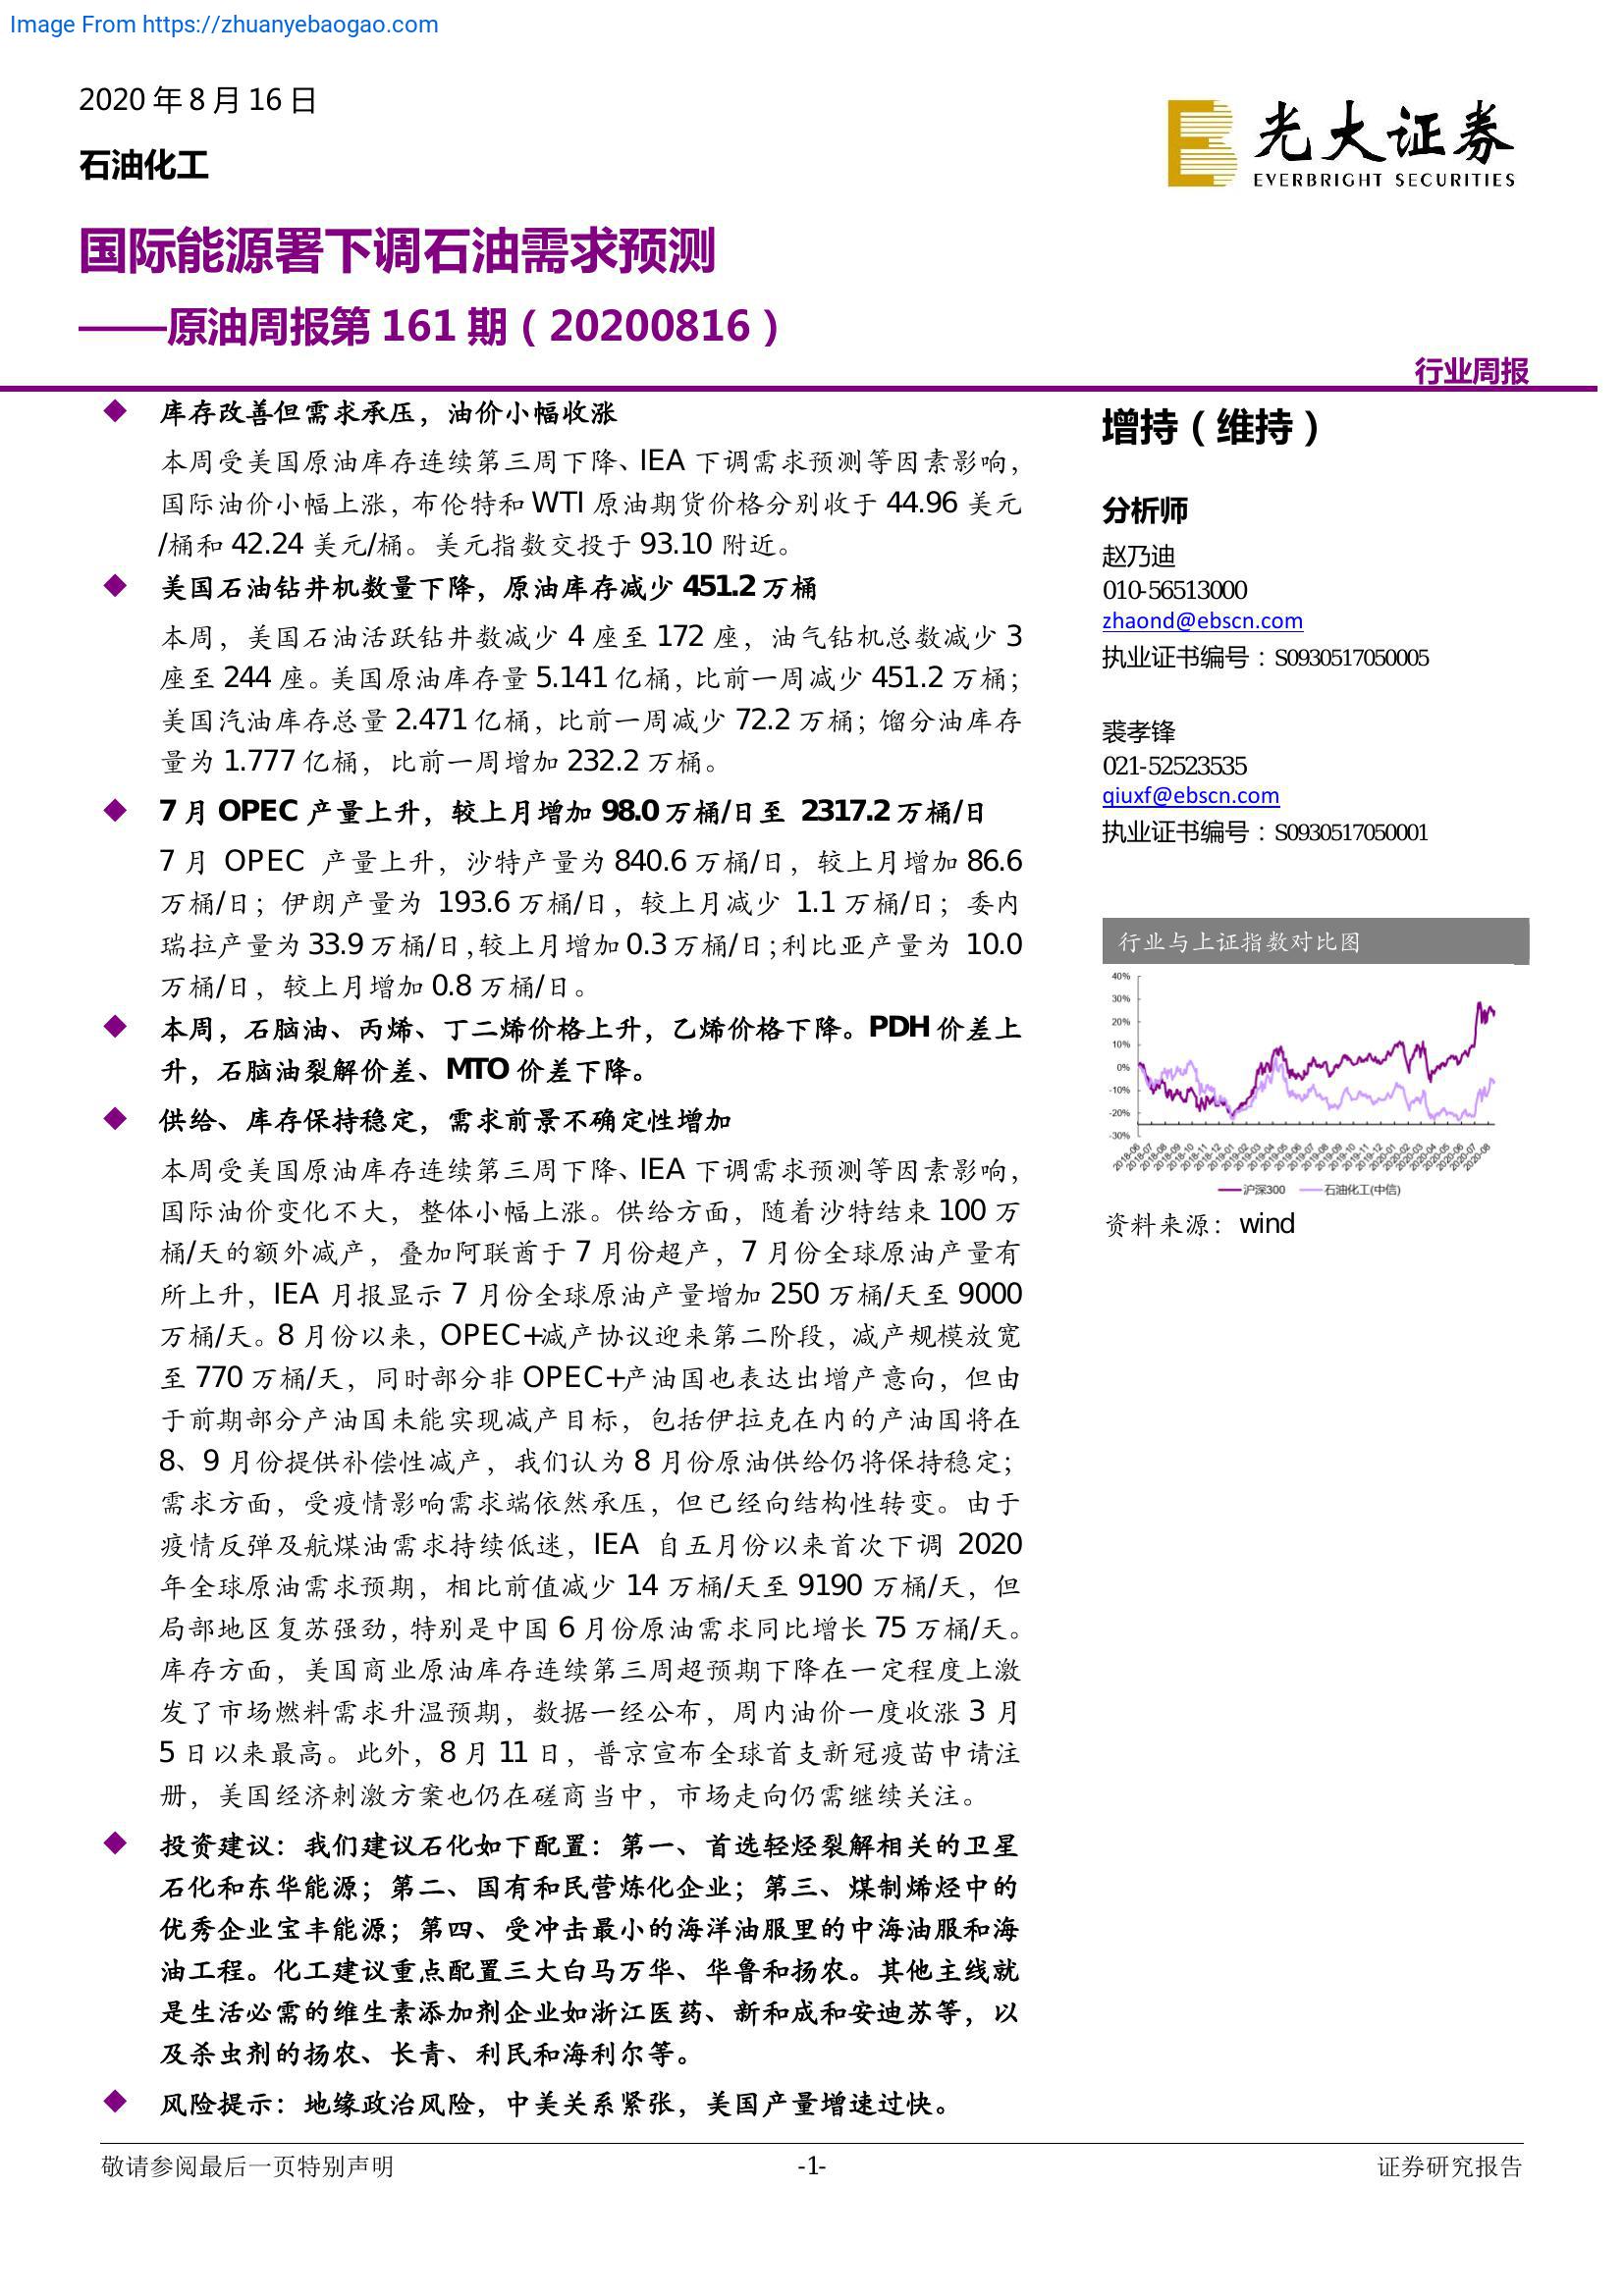 Image From https://zhuanyebaogao.com
2020 年 8 月 16 日
石油化工
光大证券
EVERBRIGHT SECURITIES
国际能源署下调石油需求预测
——原油周报第 161 期（20200816）
行业周报
◆ 库存改善但需求承压，油价小幅收涨
本周受美国原油库存连续第三周下降、IEA 下调需求预测等因素影响，
国际油价小幅上涨，布伦特和 WTI 原油期货价格分别收于 44.96 美元
/桶和 42.24 美元/桶。美元指数交投于 93.10 附近。
◆ 美国石油钻井机数量下降，原油库存减少 451.2 万桶
本周，美国石油活跃钻井数减少 4 座至 172 座，油气钻机总数减少 3
座至 244 座。美国原油库存量 5.141 亿桶，比前一周减少 451.2 万桶；
美国汽油库存总量 2.471 亿桶，比前一周减少 72.2 万桶；馏分油库存
量为 1.777 亿桶，比前一周增加 232.2 万桶。
◆ 7 月 OPEC 产量上升，较上月增加 98.0 万桶/日至 2317.2 万桶/日
7 月 OPEC 产量上升，沙特产量为 840.6 万桶/日，较上月增加 86.6
万桶/日；伊朗产量为 193.6 万桶/日，较上月减少 1.1 万桶/日；委内
瑞拉产量为 33.9 万桶/日，较上月增加 0.3 万桶/日；利比亚产量为 10.0
万桶/日，较上月增加 0.8 万桶/日。
◆ 本周，石脑油、丙烯、丁二烯价格上升，乙烯价格下降。PDH 价差上
升，石脑油裂解价差、MTO 价差下降。
◆ 供给、库存保持稳定，需求前景不确定性增加
本周受美国原油库存连续第三周下降、IEA 下调需求预测等因素影响，
国际油价变化不大，整体小幅上涨。供给方面，随着沙特结束 100 万
桶/天的额外减产，叠加阿联酋于 7 月份超产，7 月份全球原油产量有
所上升，IEA 月报显示 7 月份全球原油产量增加 250 万桶/天至 9000
万桶/天。8 月份以来，OPEC+减产协议迎来第二阶段，减产规模放宽
至 770 万桶/天，同时部分非 OPEC+产油国也表达出增产意向，但由
于前期部分产油国未能实现减产目标，包括伊拉克在内的产油国将在
8、9 月份提供补偿性减产，我们认为 8 月份原油供给仍将保持稳定；
需求方面，受疫情影响需求端依然承压，但已经向结构性转变。由于
疫情反弹及航煤油需求持续低迷，IEA 自五月份以来首次下调 2020
年全球原油需求预期，相比前值减少 14 万桶/天至 9190 万桶/天，但
局部地区复苏强劲，特别是中国 6 月份原油需求同比增长 75 万桶/天。
库存方面，美国商业原油库存连续第三周超预期下降在一定程度上激
发了市场燃料需求升温预期，数据一经公布，周内油价一度收涨 3 月
5 日以来最高。此外，8 月 11 日，普京宣布全球首支新冠疫苗申请注
册，美国经济刺激方案也仍在磋商当中，市场走向仍需继续关注。
◆ 投资建议：我们建议石化如下配置：第一、首选轻烃裂解相关的卫星
石化和东华能源；第二、国有和民营炼化企业；第三、煤制烯烃中的
优秀企业宝丰能源；第四、受冲击最小的海洋油服里的中海油服和海
油工程。化工建议重点配置三大白马万华、华鲁和扬农。其他主线就
是生活必需的维生素添加剂企业如浙江医药、新和成和安迪苏等，以
及杀虫剂的扬农、长青、利民和海利尔等。
◆ 风险提示：地缘政治风险，中美关系紧张，美国产量增速过快。
增持（维持）
分析师
赵乃迪
010-56513000
zhaond@ebscn.com
执业证书编号：S0930517050005
裘孝锋
021-52523535
qiuxf@ebscn.com
执业证书编号：S0930517050001
行业与上证指数对比图
40%
30%
20%
10%
0%
-10%
-20%
-30%
2018-06 2018-07 2018-08 2018-09 2018-10 2018-11 2018-12 2019-01 2019-02 2019-03 2019-04 2019-05 2019-06 2019-07 2019-08 2019-09 2019-10 2019-11 2019-12 2020-01 2020-02 2020-03 2020-04 2020-05 2020-06 2020-07 2020-08
沪深300 石油化工(中信)
资料来源：wind
敬请参阅最后一页特别声明 -1- 证券研究报告